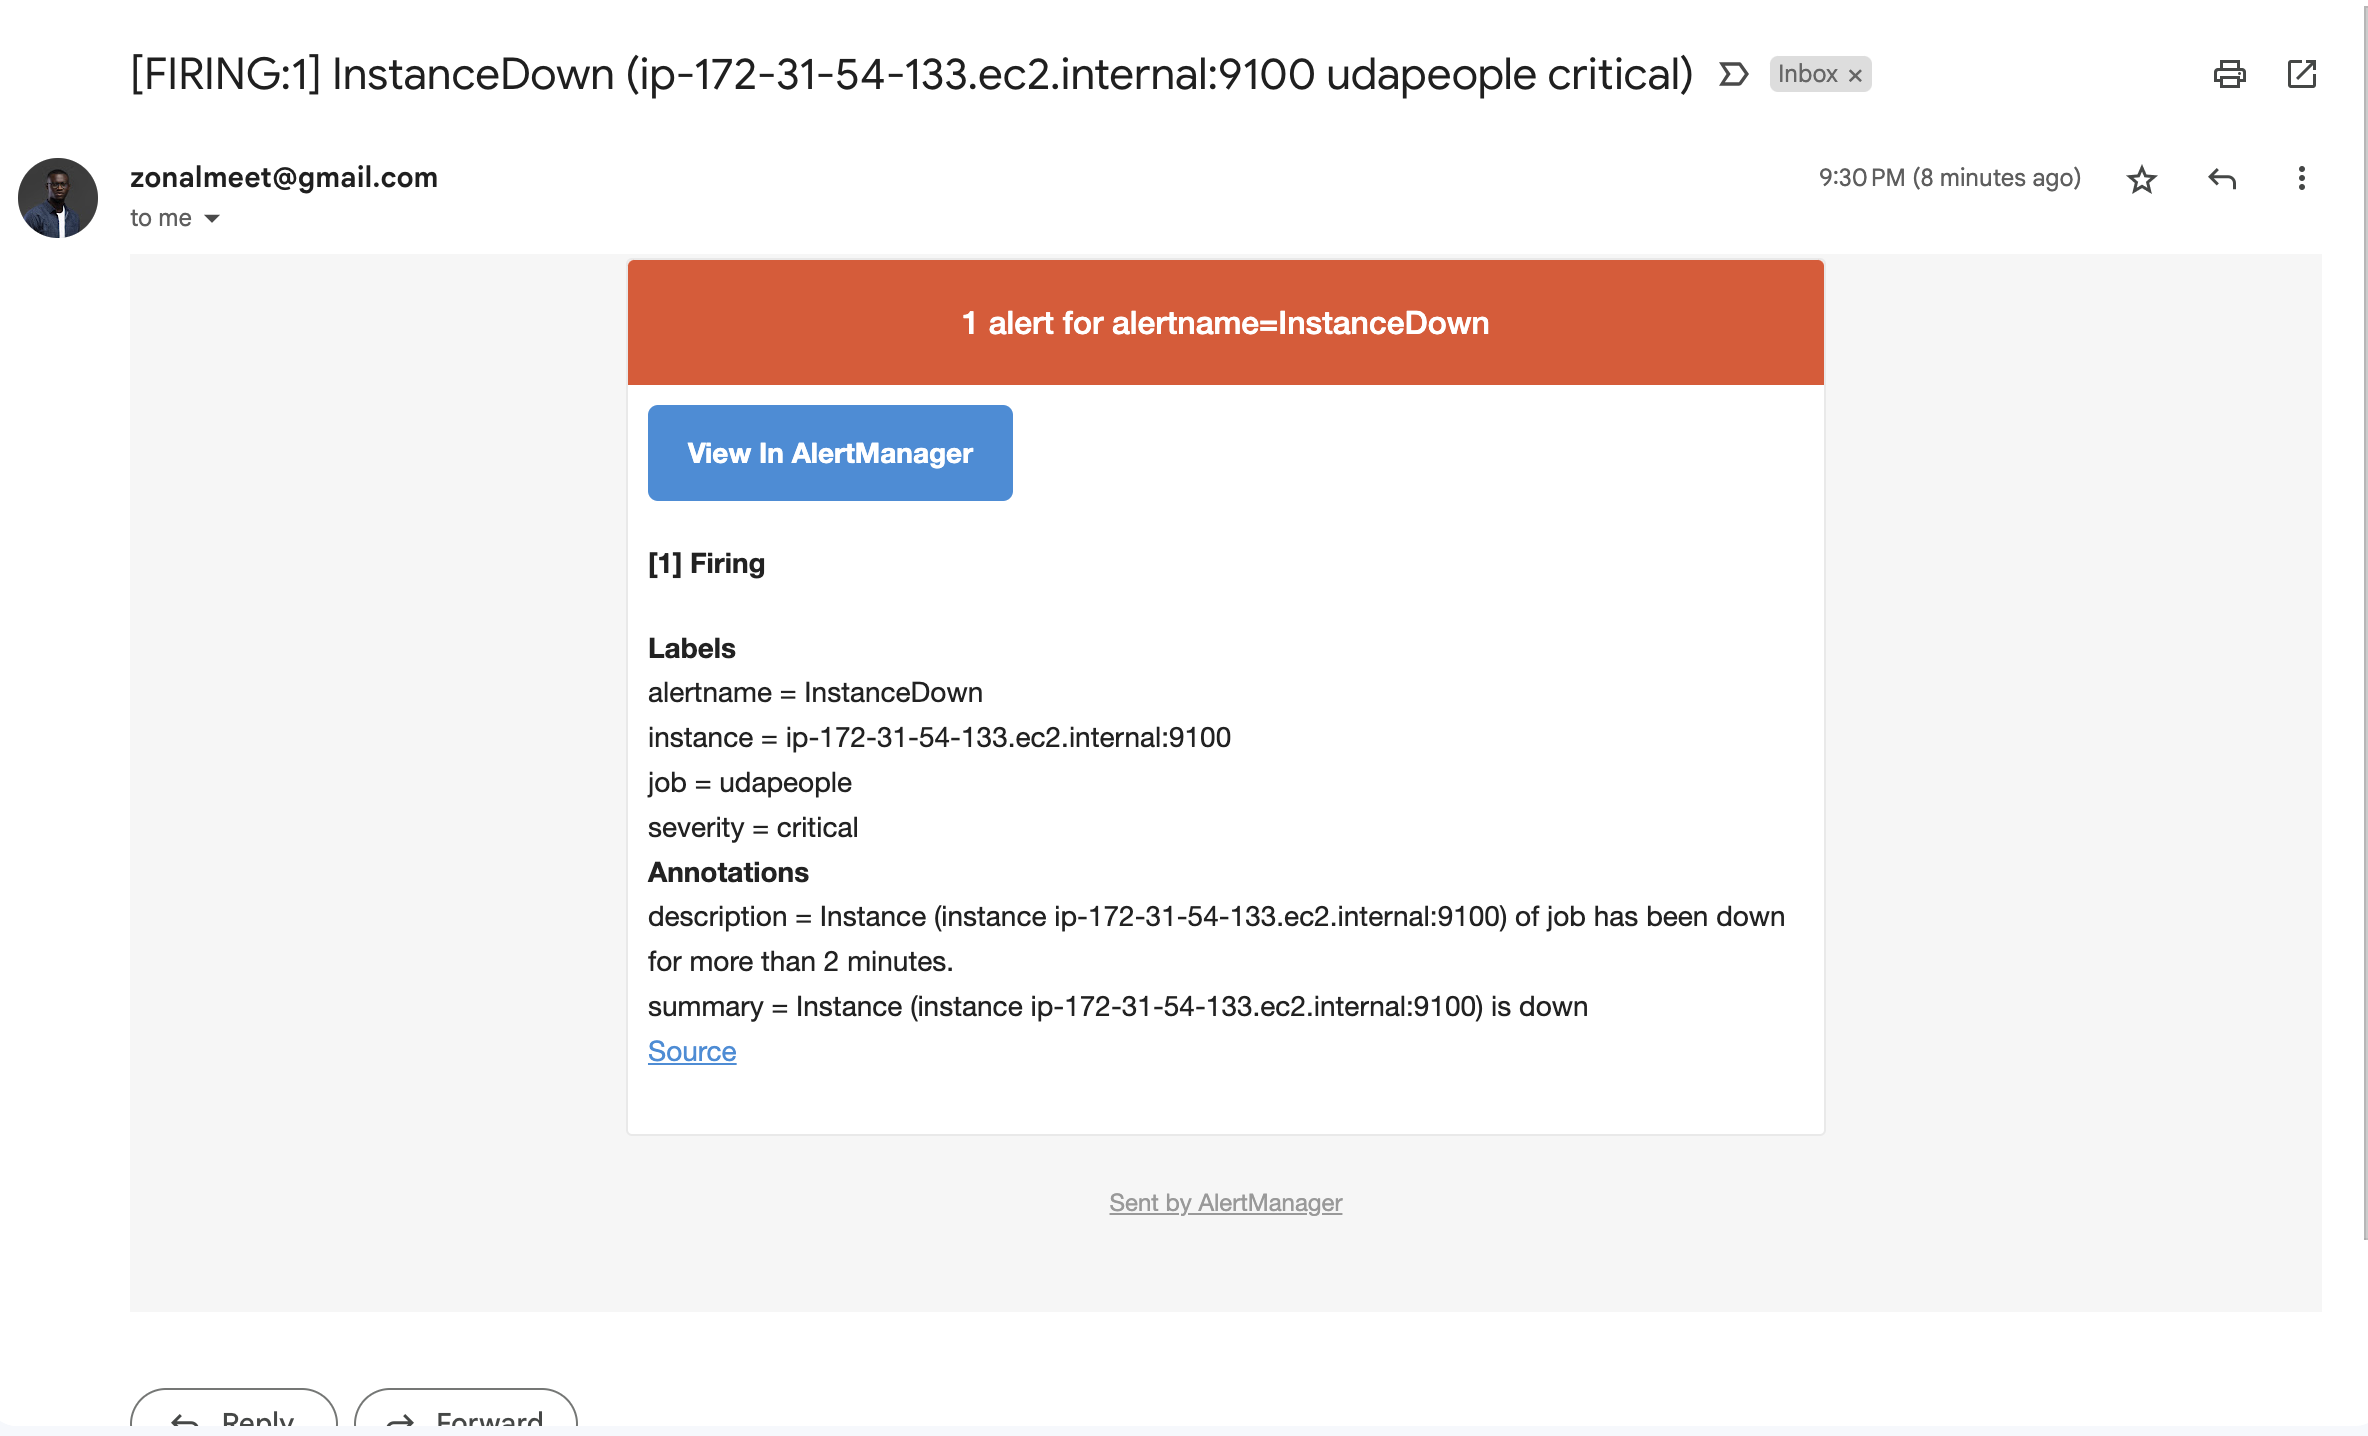 [FIRING:1] InstanceDown (ip-172-31-54-133.ec2.internal:9100 udapeople critical) Inbox ×
zonalmeet@gmail.com 9:30 PM (8 minutes ago)
to me
1 alert for alertname=InstanceDown
View In AlertManager
[1] Firing
Labels
alertname = InstanceDown
instance = ip-172-31-54-133.ec2.internal:9100
job = udapeople
severity = critical
Annotations
description = Instance (instance ip-172-31-54-133.ec2.internal:9100) of job has been down
for more than 2 minutes.
summary = Instance (instance ip-172-31-54-133.ec2.internal:9100) is down
Source
Sent by AlertManager
Reply Forward